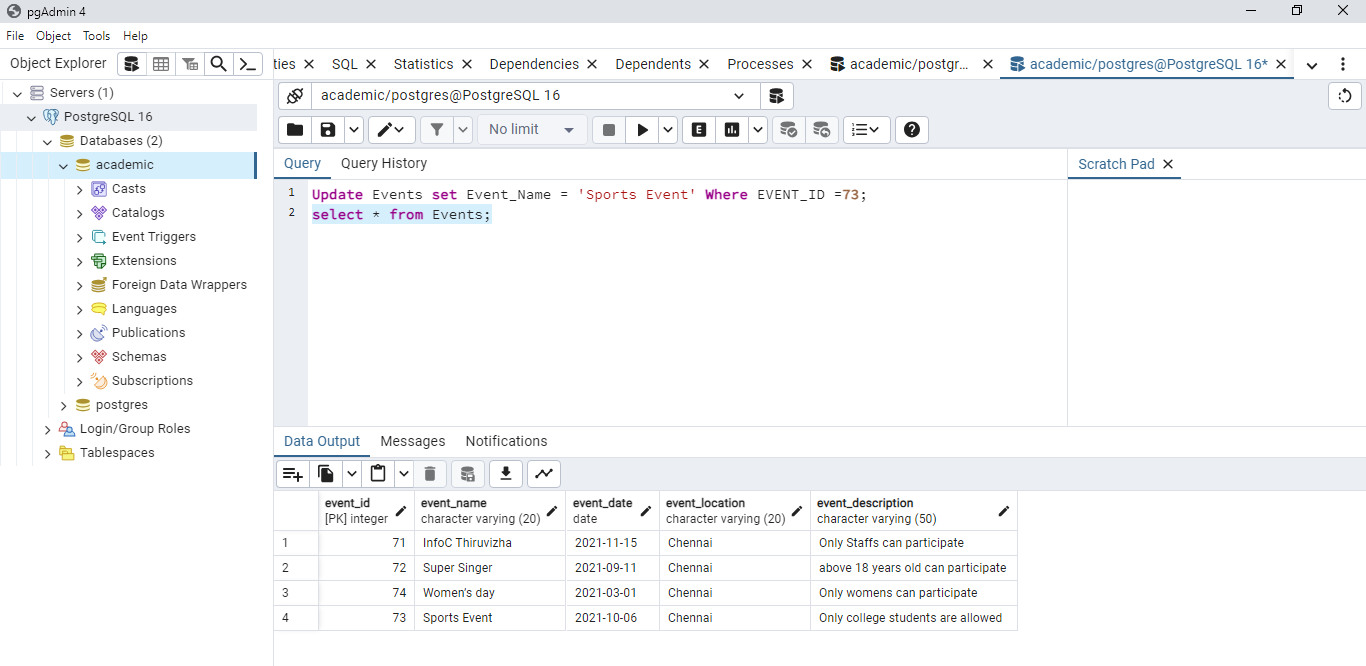 pgAdmin 4
File Object Tools Help
Object Explorer
ties SQL Statistics Dependencies Dependents Processes academic/postgr... academic/postgres@PostgreSQL 16*
Servers (1)
PostgreSQL 16
Databases (2)
academic
Casts
Catalogs
Event Triggers
Extensions
Foreign Data Wrappers
Languages
Publications
Schemas
Subscriptions
postgres
Login/Group Roles
Tablespaces
academic/postgres@PostgreSQL 16
No limit
E
Query Query History
Scratch Pad
1 Update Events set Event_Name = 'Sports Event' Where EVENT_ID =73;
2 select * from Events;
Data Output Messages Notifications
event_id event_name event_date event_location event_description
[PK] integer character varying (20) date character varying (20) character varying (50)
1 71 InfoC Thiruvizha 2021-11-15 Chennai Only Staffs can participate
2 72 Super Singer 2021-09-11 Chennai above 18 years old can participate
3 74 Women's day 2021-03-01 Chennai Only womens can participate
4 73 Sports Event 2021-10-06 Chennai Only college students are allowed